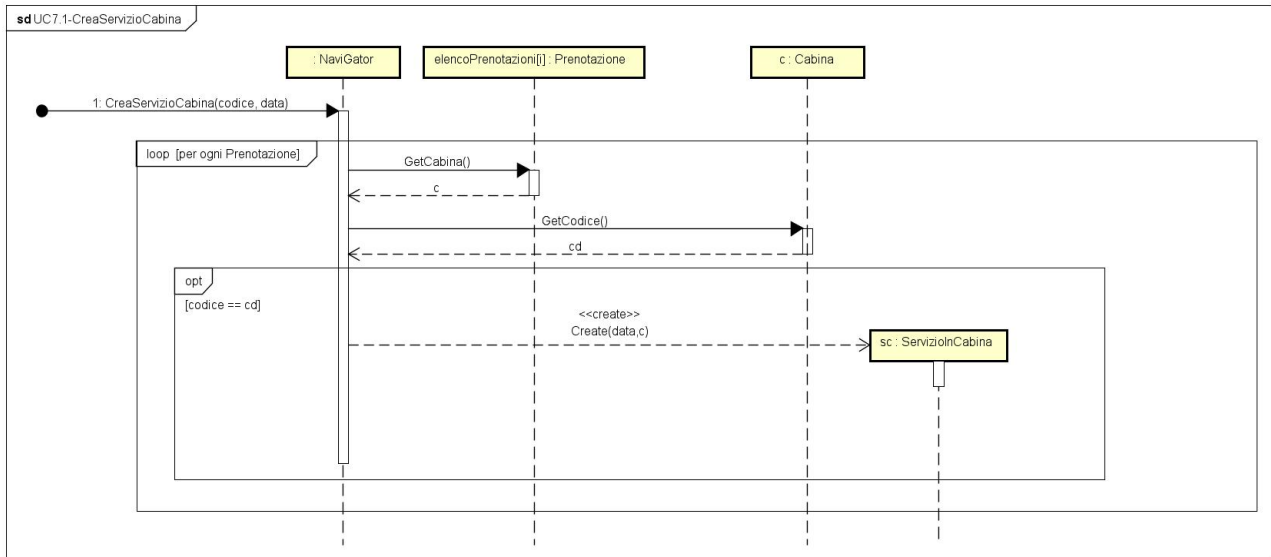 sd UC7.1-CreaServizioCabina
: NaviGator
elencoPrenotazioni[i] : Prenotazione
c : Cabina
1: CreaServizioCabina(codice, data)
loop [per ogni Prenotazione]
GetCabina()
c
GetCodice()
cd
opt
[codice == cd]
<<create>>
Create(data,c)
sc : ServizioInCabina